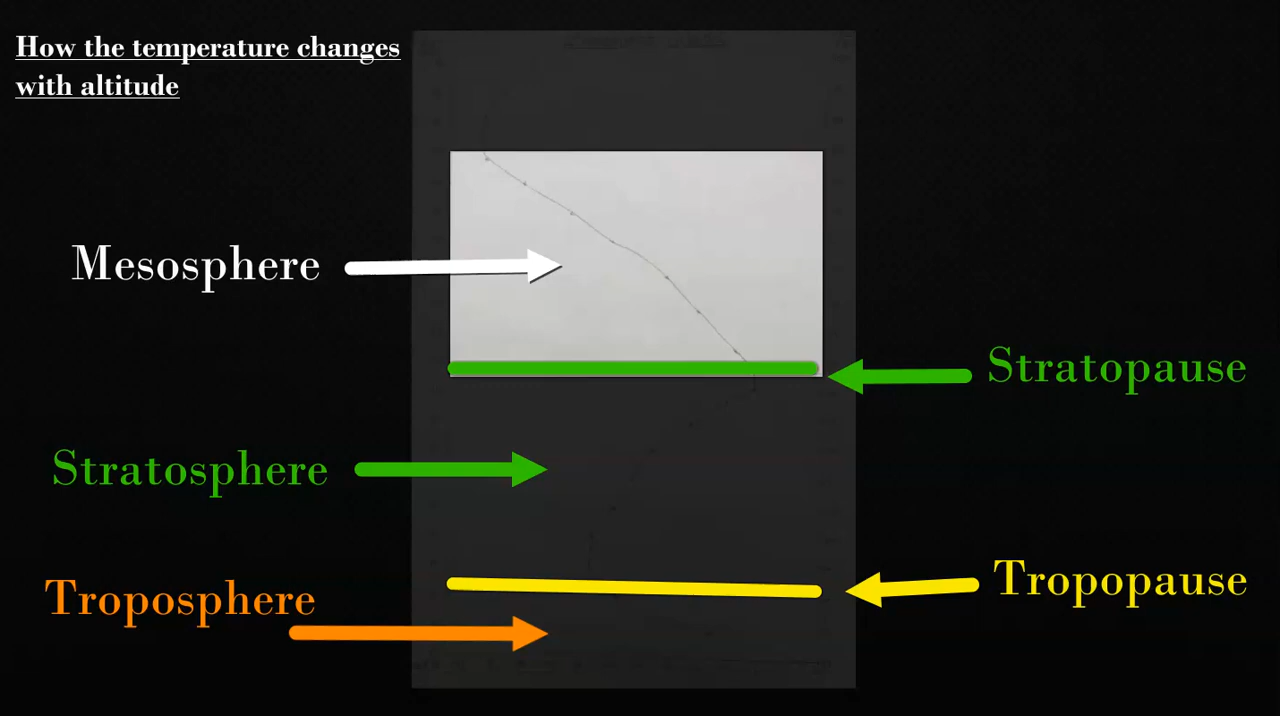 How the temperature changes
with altitude
Mesosphere
Stratopause
Stratosphere
Tropopause
Troposphere